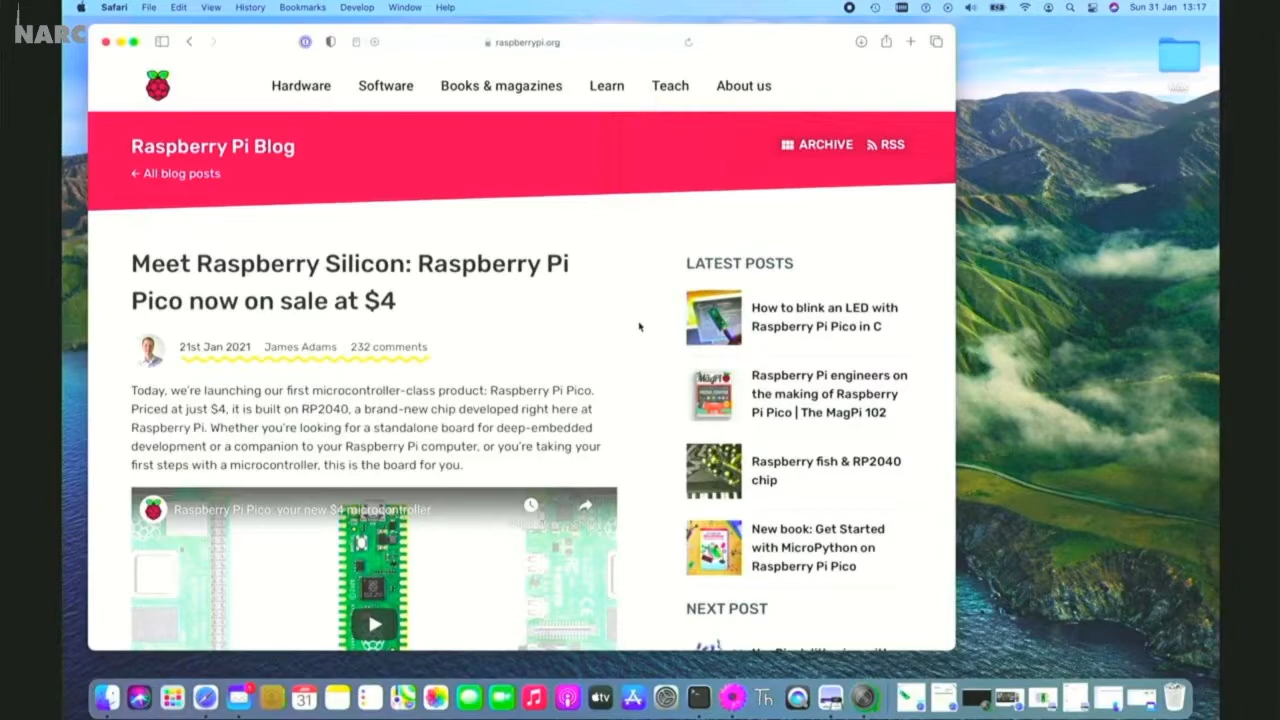 NARC
Safari File Edit View History Bookmarks Develop Window Help
Sun 31 Jan 13:17
raspberrypi.org
Hardware Software Books & magazines Learn Teach About us
Raspberry Pi Blog
ARCHIVE RSS
← All blog posts
Meet Raspberry Silicon: Raspberry Pi
Pico now on sale at $4
21st Jan 2021 James Adams 232 comments
Today, we're launching our first microcontroller-class product: Raspberry Pi Pico.
Priced at just $4, it is built on RP2040, a brand-new chip developed right here at
Raspberry Pi. Whether you're looking for a standalone board for deep-embedded
development or a companion to your Raspberry Pi computer, or you're taking your
first steps with a microcontroller, this is the board for you.
Raspberry Pi Pico: your new $4 microcontroller
LATEST POSTS
How to blink an LED with
Raspberry Pi Pico in C
Raspberry Pi engineers on
the making of Raspberry
Pi Pico | The MagPi 102
Raspberry fish & RP2040
chip
New book: Get Started
with MicroPython on
Raspberry Pi Pico
NEXT POST
31
tv
Th